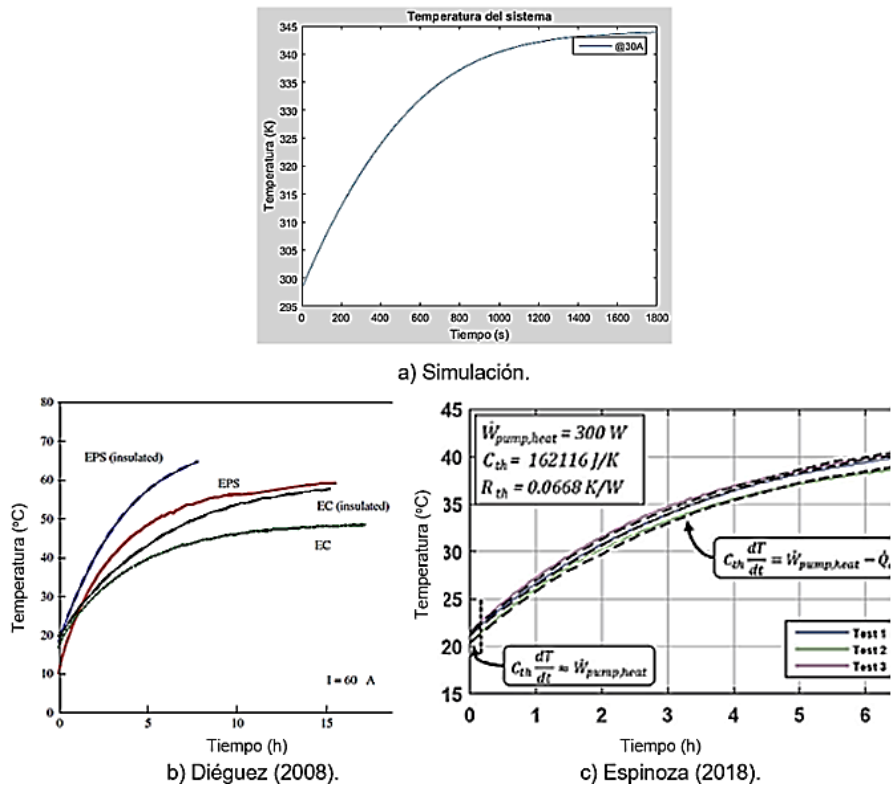 Temperatura del sistema
345
340
335
330
325
320
315
310
305
300
295
Temperatura (K)
@30A
0 200 400 600 800 1000 1200 1400 1600 1800
Tiempo (s)
a) Simulación.
80
70
60
50
40
30
20
10
0
Temperatura (ºC)
EPS (insulated)
EPS
EC (insulated)
EC
I = 60 A
0 5 10 15
Tiempo (h)
b) Diéguez (2008).
45
40
35
30
25
20
15
Temperatura (ºC)
Ẇpump,heat = 300 W
Cth = 162116 J/K
Rth = 0.0668 K/W
Cth dT/dt = Ẇpump,heat − Q̇
Cth dT/dt ≈ Ẇpump,heat
Test 1
Test 2
Test 3
0 1 2 3 4 5 6
Tiempo (h)
c) Espinoza (2018).